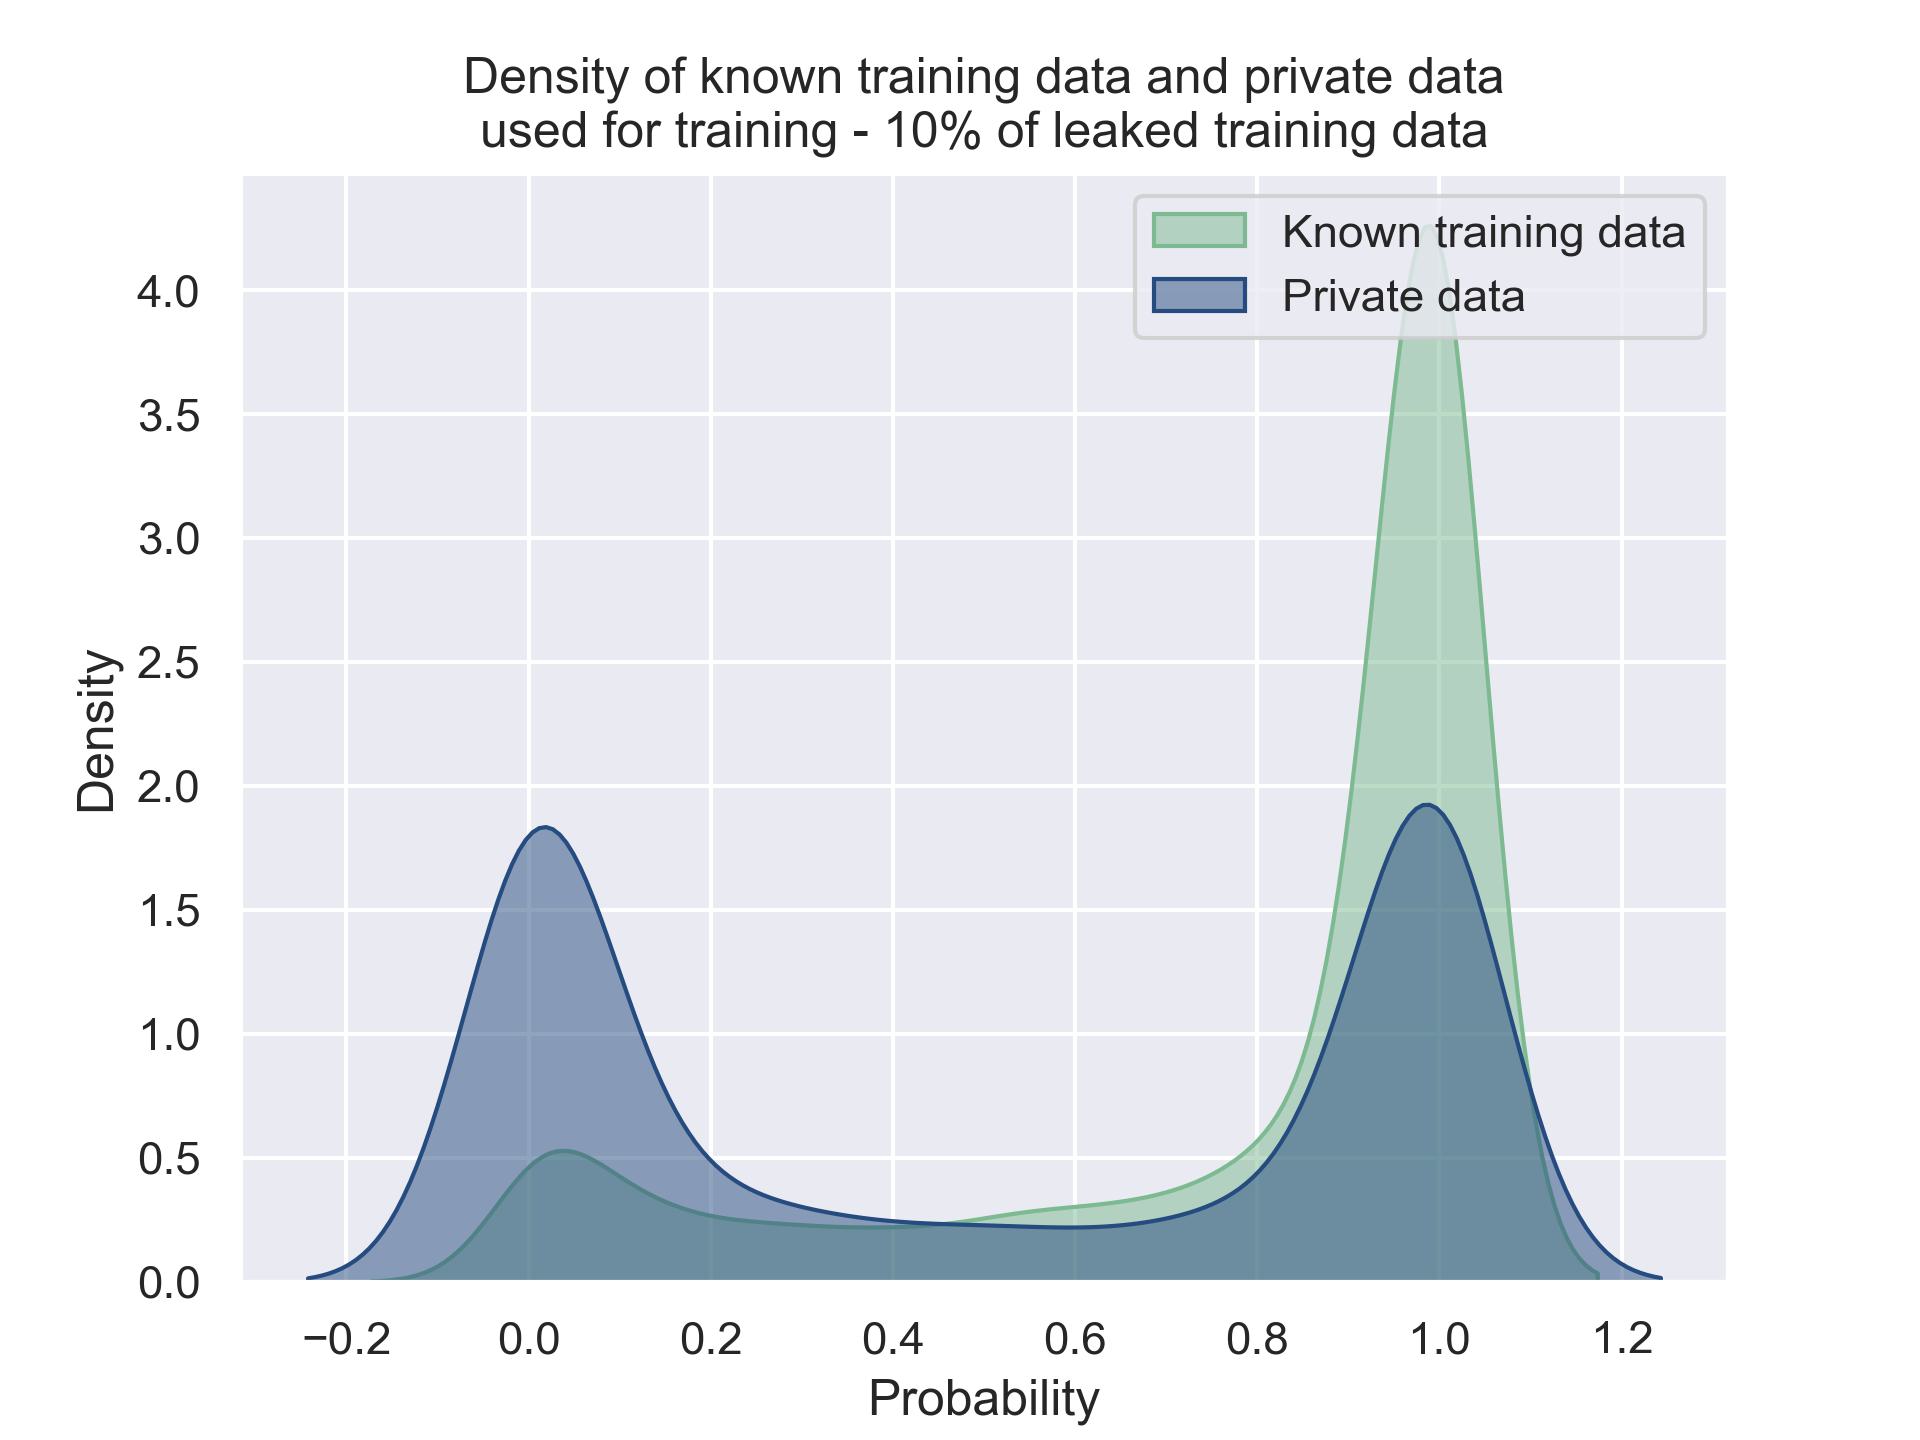 Density of known training data and private data
used for training - 10% of leaked training data
Known training data
Private data
Density
4.0
3.5
3.0
2.5
2.0
1.5
1.0
0.5
0.0
−0.2 0.0 0.2 0.4 0.6 0.8 1.0 1.2
Probability